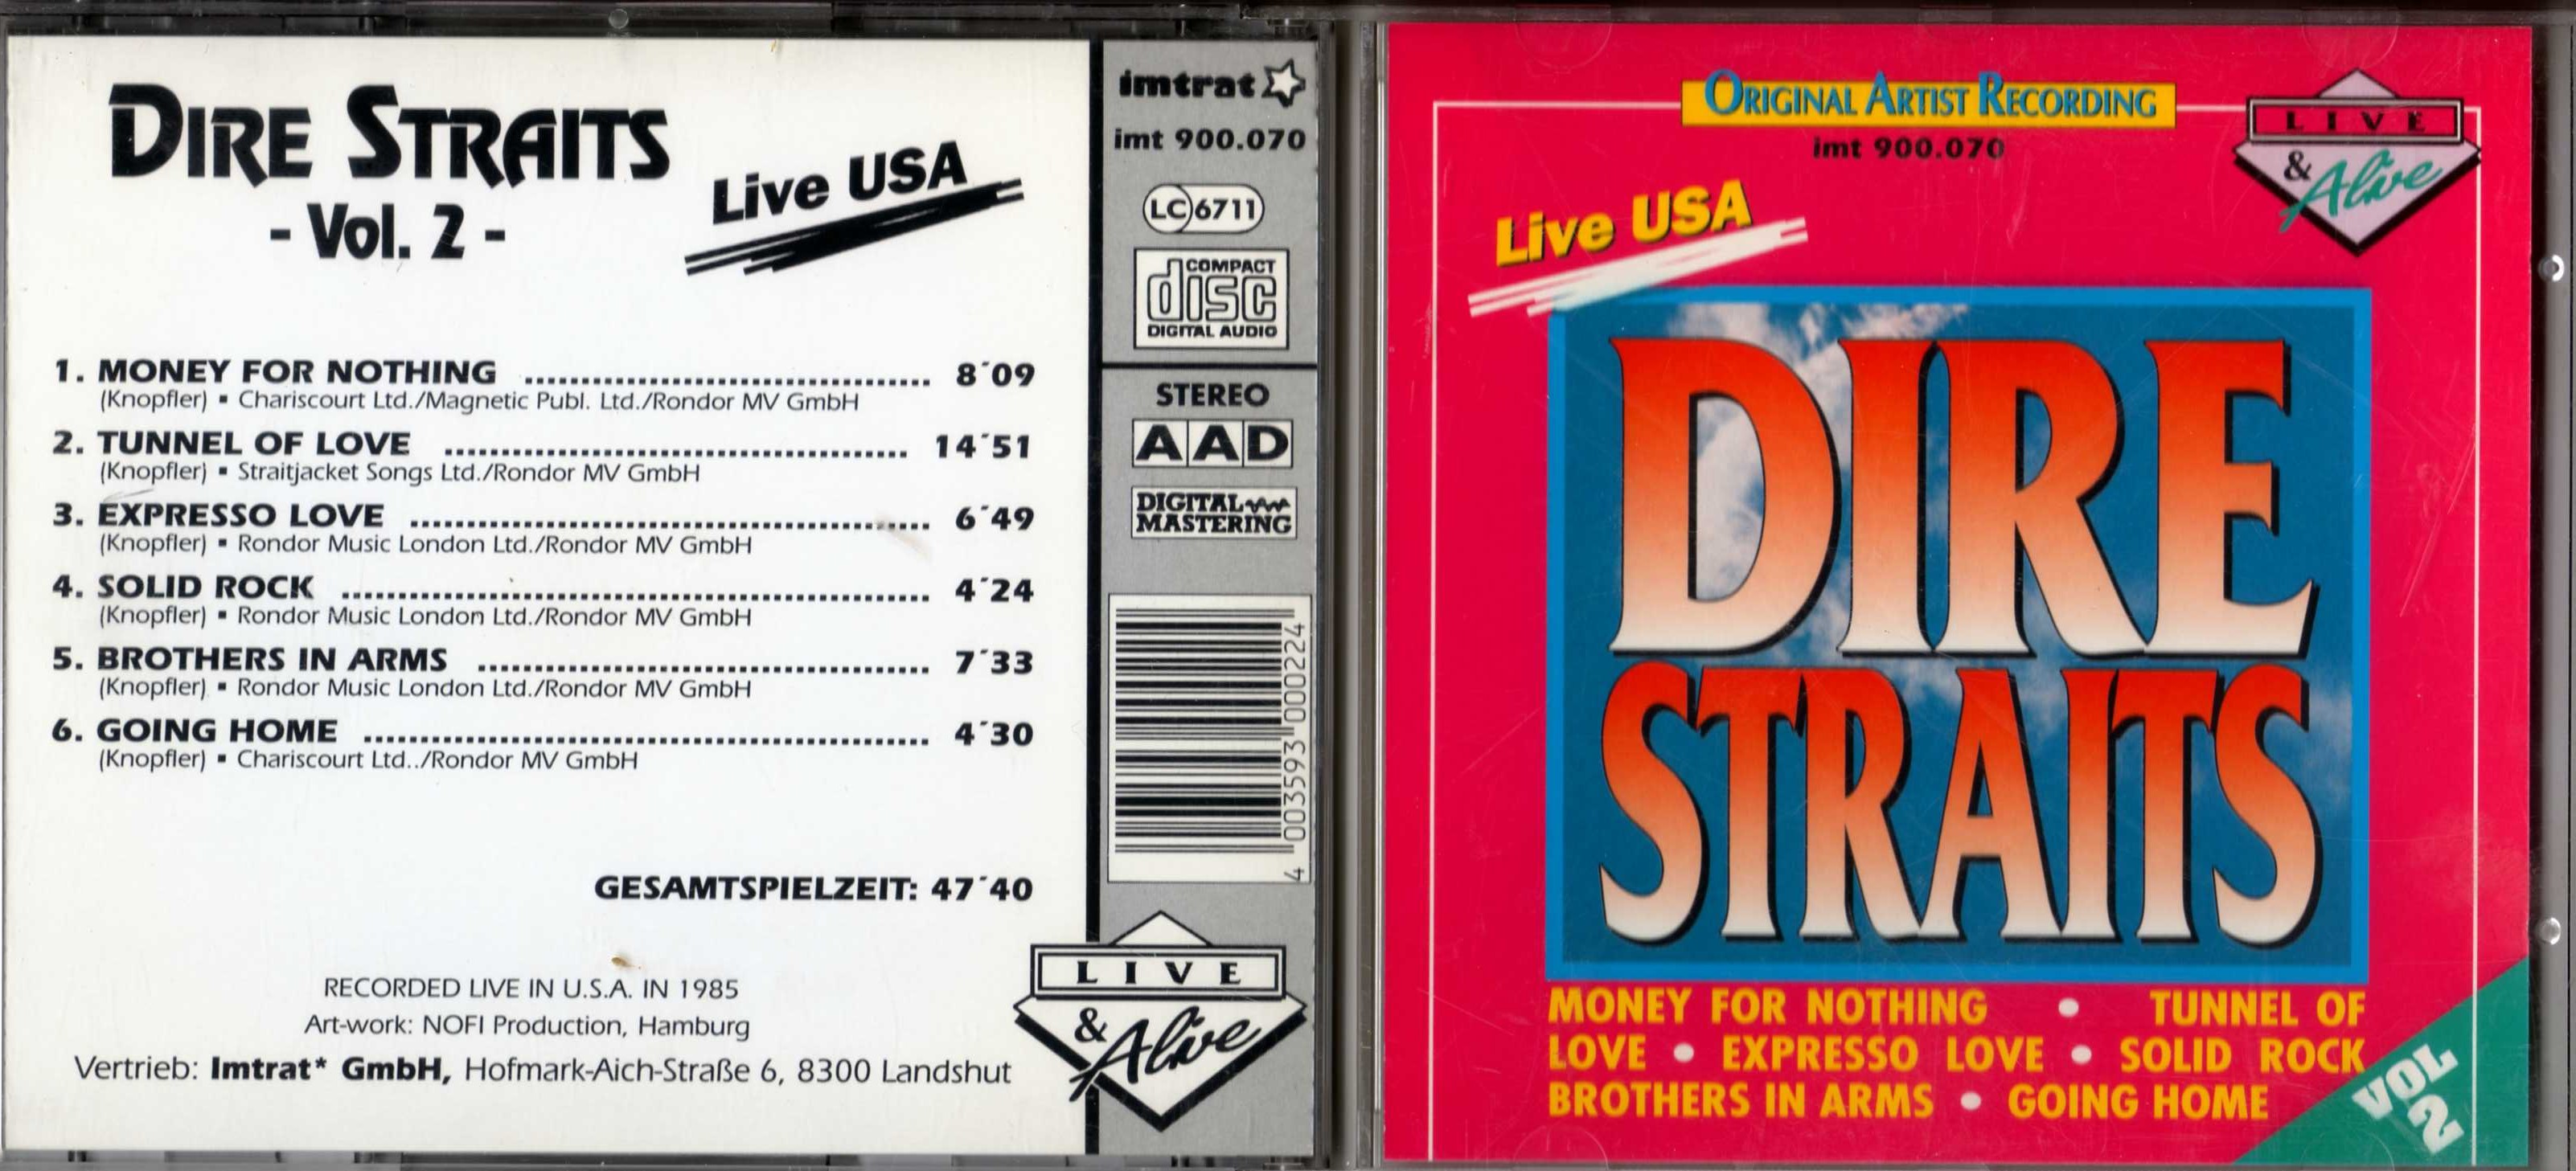 DIRE STRAITS
- Vol. 2 -
Live USA
1. MONEY FOR NOTHING ................................... 8´09
(Knopfler) ▪ Chariscourt Ltd./Magnetic Publ. Ltd./Rondor MV GmbH
2. TUNNEL OF LOVE ........................................ 14´51
(Knopfler) ▪ Straitjacket Songs Ltd./Rondor MV GmbH
3. EXPRESSO LOVE ............................................. 6´49
(Knopfler) ▪ Rondor Music London Ltd./Rondor MV GmbH
4. SOLID ROCK ................................................... 4´24
(Knopfler) ▪ Rondor Music London Ltd./Rondor MV GmbH
5. BROTHERS IN ARMS ....................................... 7´33
(Knopfler) ▪ Rondor Music London Ltd./Rondor MV GmbH
6. GOING HOME ................................................. 4´30
(Knopfler) ▪ Chariscourt Ltd../Rondor MV GmbH
GESAMTSPIELZEIT: 47´40
RECORDED LIVE IN U.S.A. IN 1985
Art-work: NOFI Production, Hamburg
Vertrieb: Imtrat* GmbH, Hofmark-Aich-Straße 6, 8300 Landshut
imtrat
imt 900.070
LC 6711
COMPACT
disc
DIGITAL AUDIO
STEREO
AAD
DIGITAL
MASTERING
4 003593 000224
LIVE
& Alive
ORIGINAL ARTIST RECORDING
imt 900.070
LIVE
& Alive
Live USA
DIRE
STRAITS
MONEY FOR NOTHING • TUNNEL OF
LOVE • EXPRESSO LOVE • SOLID ROCK
BROTHERS IN ARMS • GOING HOME
VOL
2